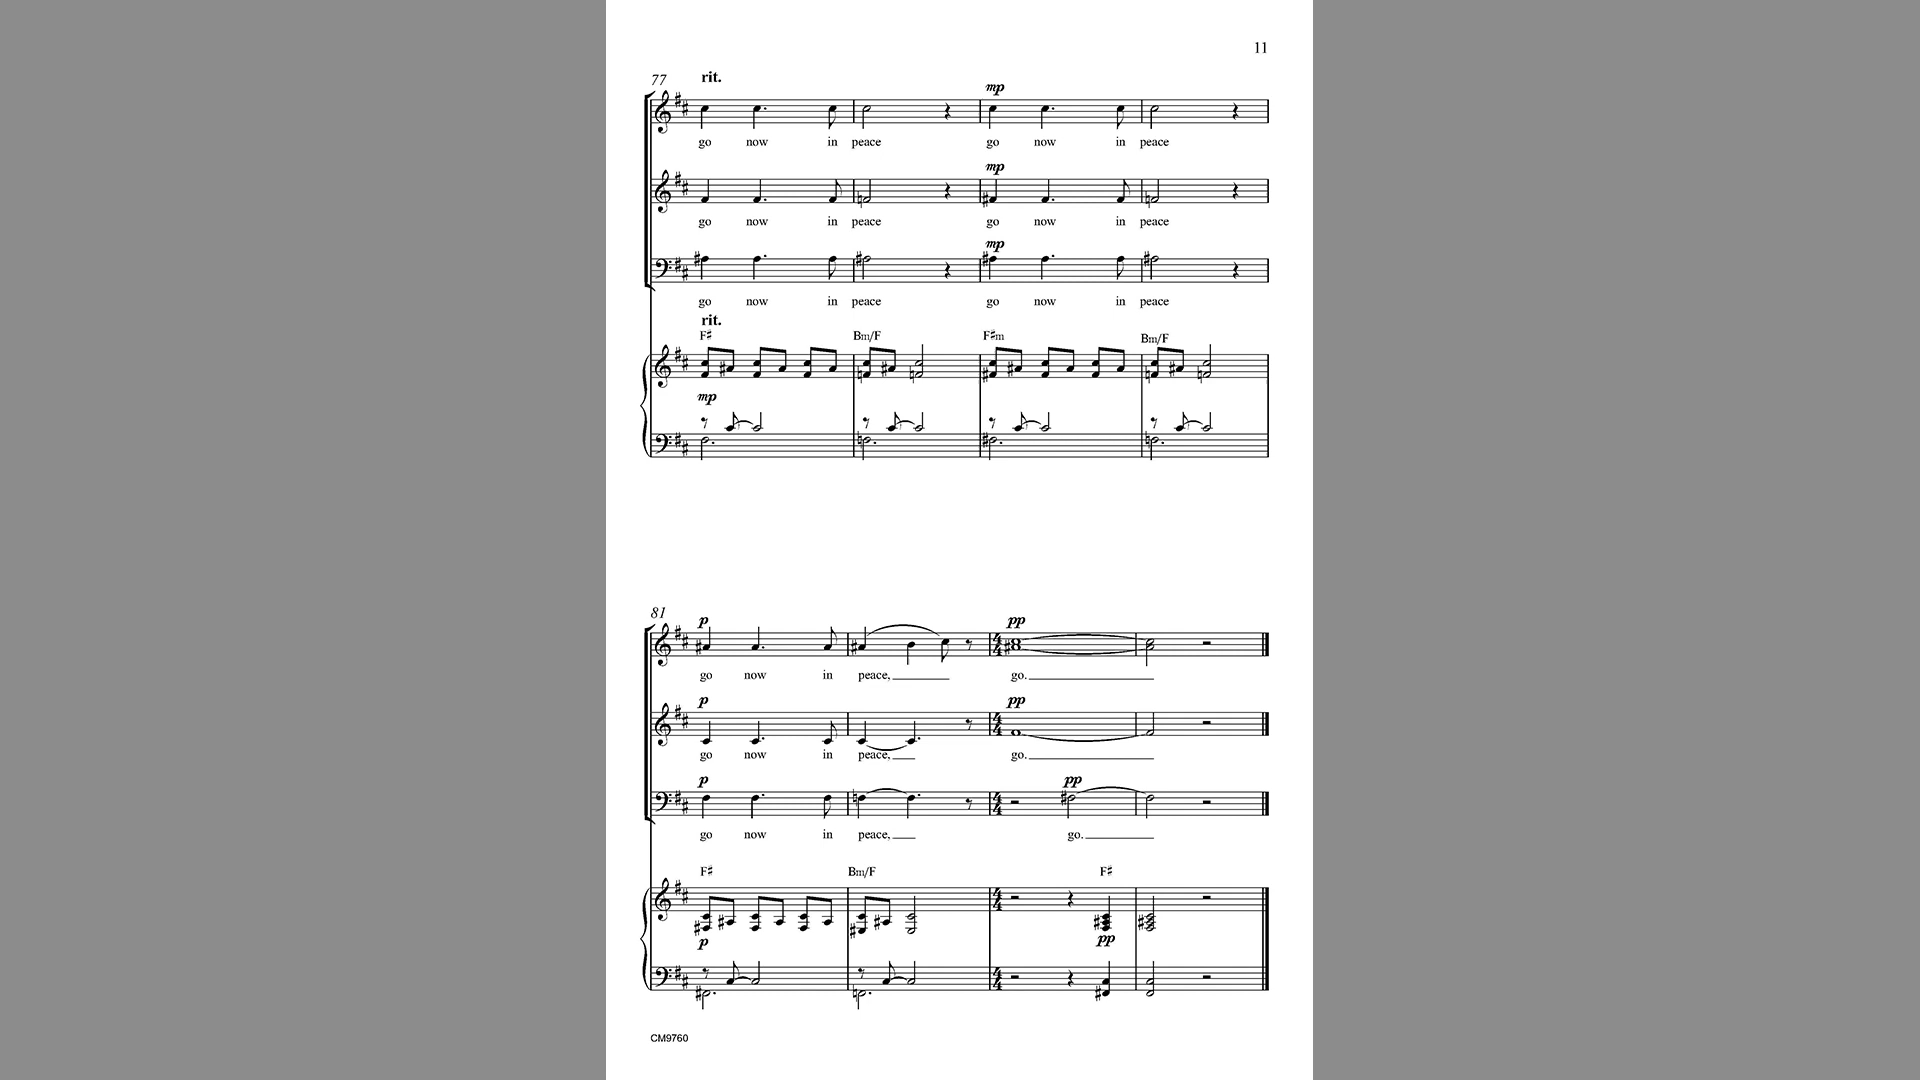 11
77 rit.
mp
go now in peace go now in peace
mp
go now in peace go now in peace
mp
go now in peace go now in peace
rit.
F♯ Bm/F F♯m Bm/F
mp
81
p pp
go now in peace, go.
p pp
go now in peace, go.
p pp
go now in peace, go.
F♯ Bm/F F♯
p pp
CM9760